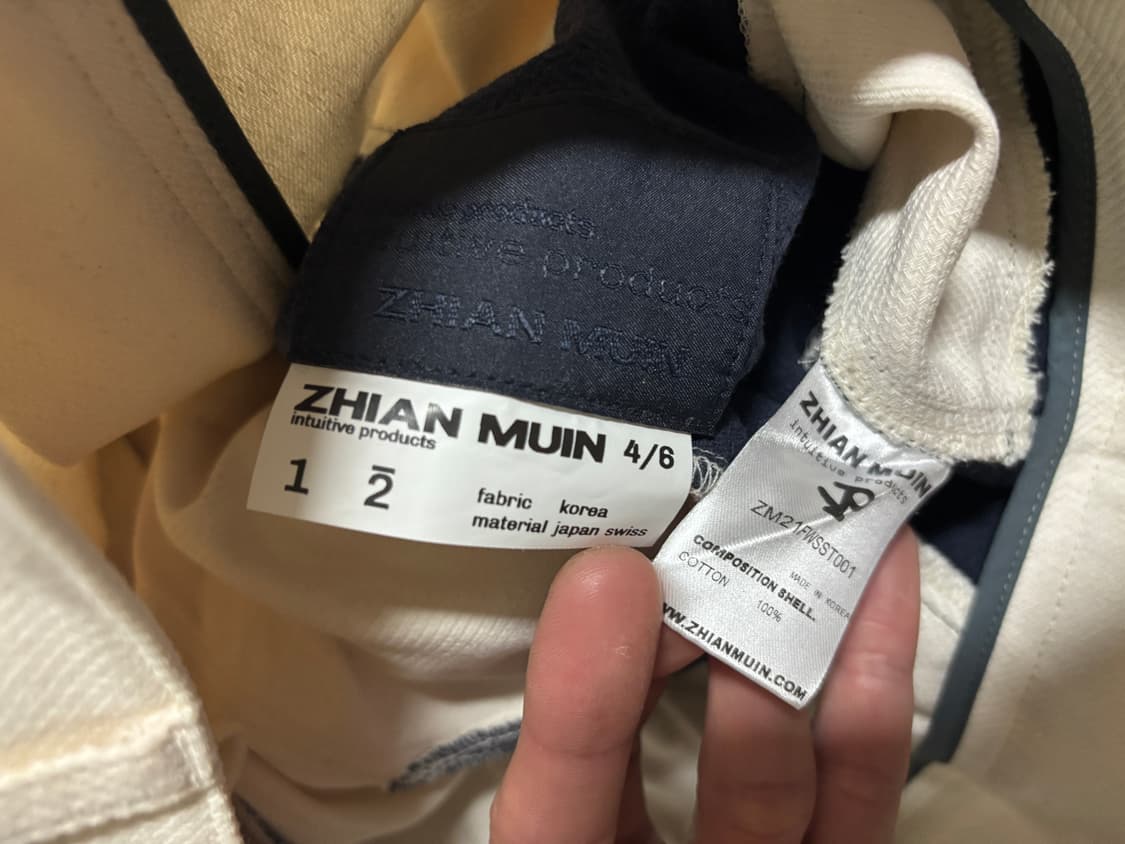 products
intuitive products
ZHIAN MUIN
ZHIAN MUIN 4/6
intuitive products
1 2̅
fabric korea
material japan swiss
ZHIAN MUIN
intuitive products
ZM21FWSST001
MADE IN KOREA
COMPOSITION SHELL.
COTTON 100%
WWW.ZHIANMUIN.COM